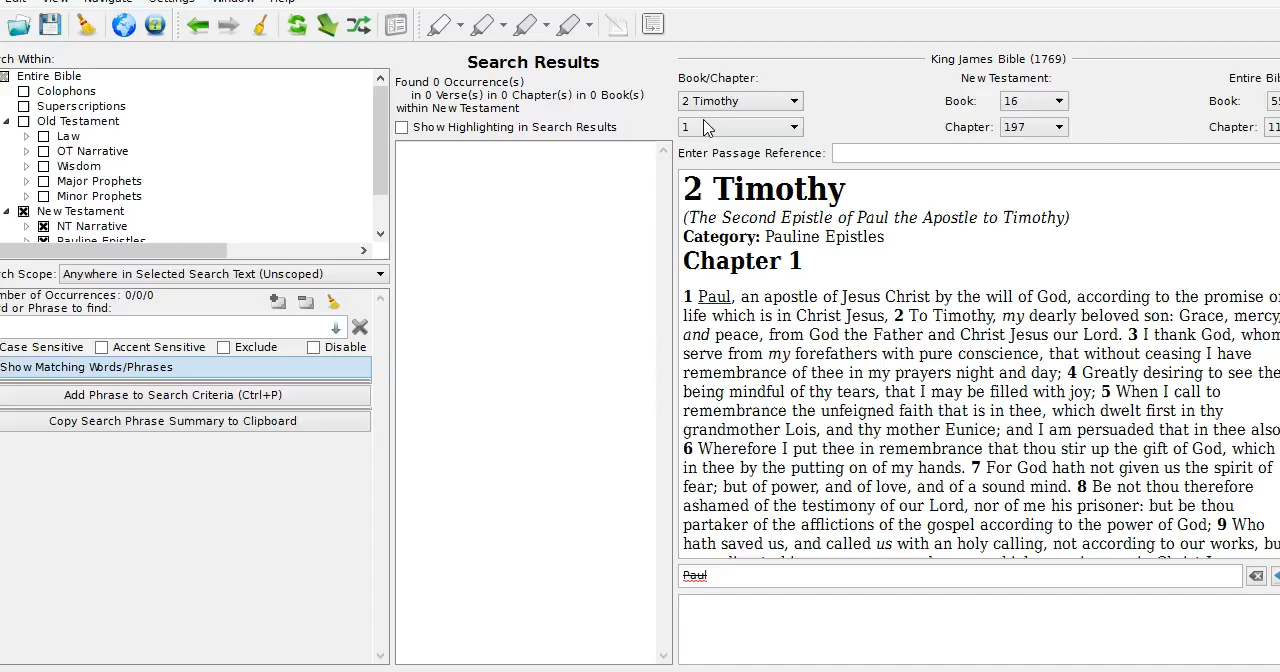 Edit View Navigate Settings Window Help
rch Within:
Entire Bible
Colophons
Superscriptions
Old Testament
Law
OT Narrative
Wisdom
Major Prophets
Minor Prophets
New Testament
NT Narrative
Pauline Epistles
rch Scope: Anywhere in Selected Search Text (Unscoped)
mber of Occurrences: 0/0/0
rd or Phrase to find:
Case Sensitive Accent Sensitive Exclude Disable
Show Matching Words/Phrases
Add Phrase to Search Criteria (Ctrl+P)
Copy Search Phrase Summary to Clipboard
Search Results
Found 0 Occurrence(s)
in 0 Verse(s) in 0 Chapter(s) in 0 Book(s)
within New Testament
Show Highlighting in Search Results
King James Bible (1769)
Book/Chapter: New Testament: Entire Bib
2 Timothy Book: 16 Book: 55
1 Chapter: 197 Chapter: 11
Enter Passage Reference:
2 Timothy
(The Second Epistle of Paul the Apostle to Timothy)
Category: Pauline Epistles
Chapter 1
1 Paul, an apostle of Jesus Christ by the will of God, according to the promise of
life which is in Christ Jesus, 2 To Timothy, my dearly beloved son: Grace, mercy,
and peace, from God the Father and Christ Jesus our Lord. 3 I thank God, whom
serve from my forefathers with pure conscience, that without ceasing I have
remembrance of thee in my prayers night and day; 4 Greatly desiring to see the
being mindful of thy tears, that I may be filled with joy; 5 When I call to
remembrance the unfeigned faith that is in thee, which dwelt first in thy
grandmother Lois, and thy mother Eunice; and I am persuaded that in thee also
6 Wherefore I put thee in remembrance that thou stir up the gift of God, which
in thee by the putting on of my hands. 7 For God hath not given us the spirit of
fear; but of power, and of love, and of a sound mind. 8 Be not thou therefore
ashamed of the testimony of our Lord, nor of me his prisoner: but be thou
partaker of the afflictions of the gospel according to the power of God; 9 Who
hath saved us, and called us with an holy calling, not according to our works, bu
Paul